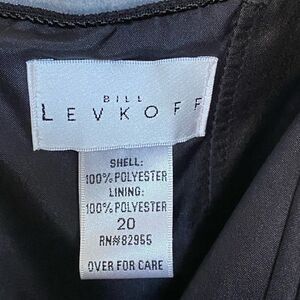 BILL
LEVKOFF
SHELL:
100% POLYESTER
LINING:
100% POLYESTER
20
RN#82955
OVER FOR CARE